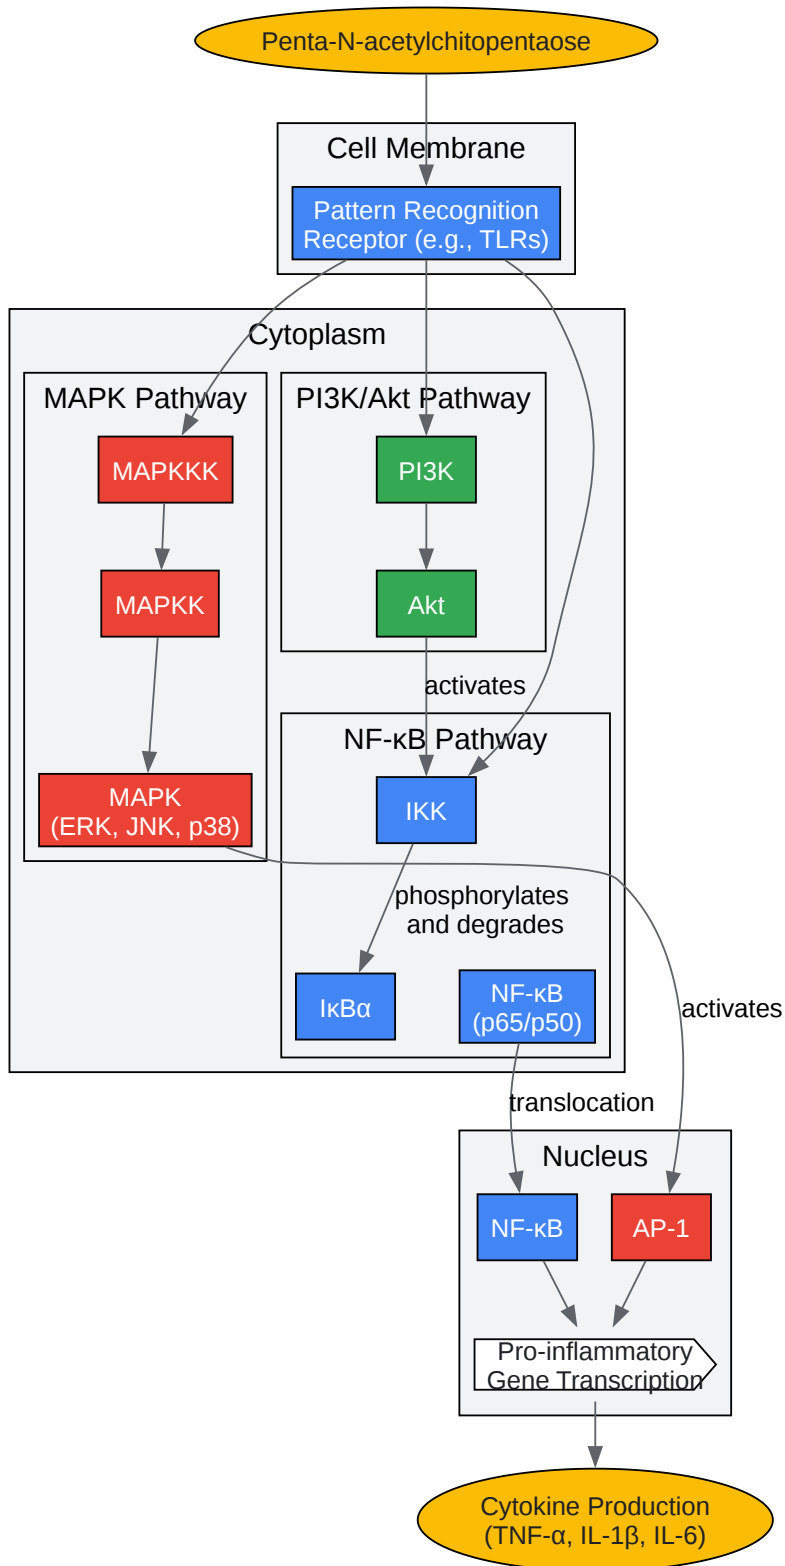 Penta-N-acetylchitopentaose
Cell Membrane
Pattern Recognition
Receptor (e.g., TLRs)
Cytoplasm
MAPK Pathway
PI3K/Akt Pathway
MAPKKK
PI3K
MAPKK
Akt
activates
NF-κB Pathway
MAPK
(ERK, JNK, p38)
IKK
phosphorylates
and degrades
IκBα
NF-κB
(p65/p50)
activates
translocation
Nucleus
NF-κB
AP-1
Pro-inflammatory
Gene Transcription
Cytokine Production
(TNF-α, IL-1β, IL-6)